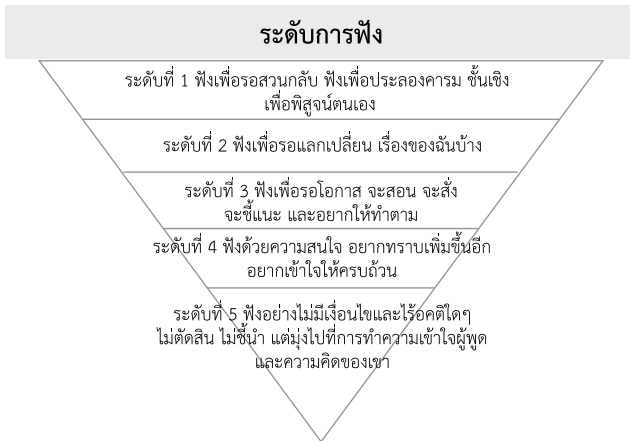 ระดับการฟัง
ระดับที่ 1 ฟังเพื่อรอสวนกลับ ฟังเพื่อประลองคารม ชั้นเชิง
เพื่อพิสูจน์ตนเอง
ระดับที่ 2 ฟังเพื่อรอแลกเปลี่ยน เรื่องของฉันบ้าง
ระดับที่ 3 ฟังเพื่อรอโอกาส จะสอน จะสั่ง
จะชี้แนะ และอยากให้ทำตาม
ระดับที่ 4 ฟังด้วยความสนใจ อยากทราบเพิ่มขึ้นอีก
อยากเข้าใจให้ครบถ้วน
ระดับที่ 5 ฟังอย่างไม่มีเงื่อนไขและไร้อคติใดๆ
ไม่ตัดสิน ไม่ชี้นำ แต่มุ่งไปที่การทำความเข้าใจผู้พูด
และความคิดของเขา